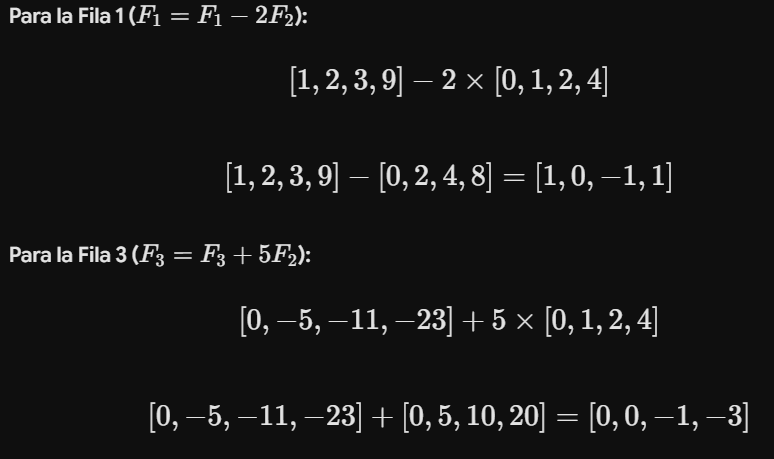 Para la Fila 1 (F₁ = F₁ − 2F₂):
[1, 2, 3, 9] − 2 × [0, 1, 2, 4]
[1, 2, 3, 9] − [0, 2, 4, 8] = [1, 0, −1, 1]
Para la Fila 3 (F₃ = F₃ + 5F₂):
[0, −5, −11, −23] + 5 × [0, 1, 2, 4]
[0, −5, −11, −23] + [0, 5, 10, 20] = [0, 0, −1, −3]